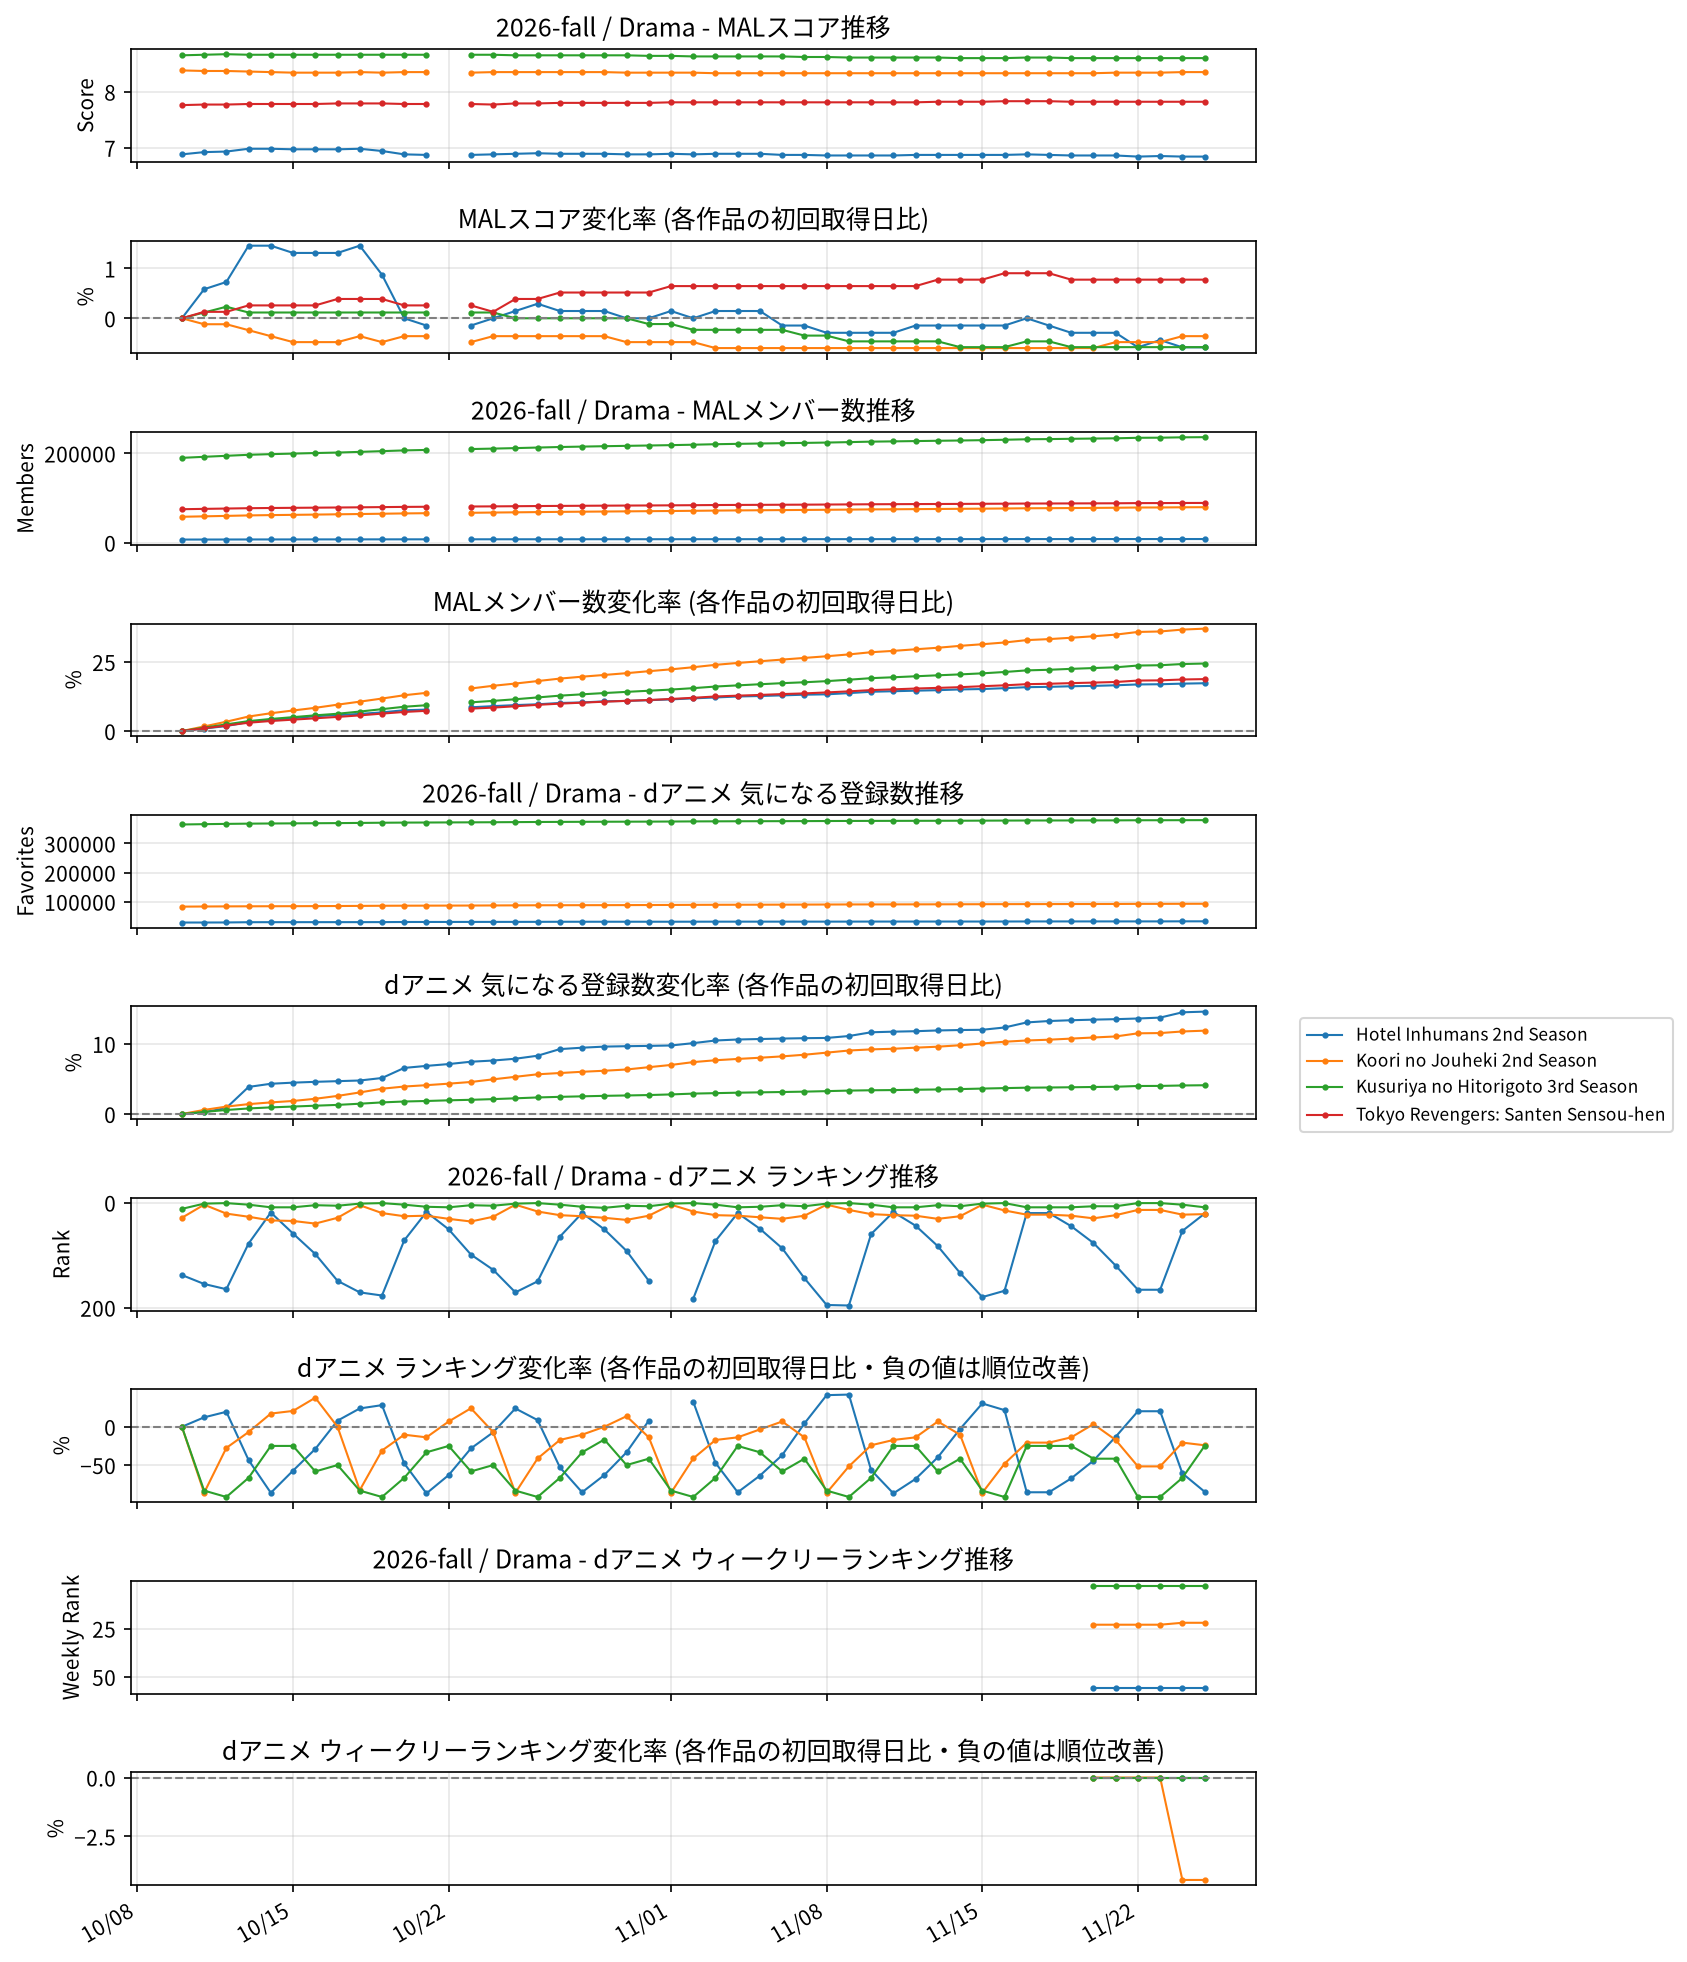 2026-fall / Drama - MALスコア推移
Score
8
7
MALスコア変化率 (各作品の初回取得日比)
%
1
0
2026-fall / Drama - MALメンバー数推移
Members
200000
0
MALメンバー数変化率 (各作品の初回取得日比)
%
25
0
2026-fall / Drama - dアニメ 気になる登録数推移
Favorites
300000
200000
100000
dアニメ 気になる登録数変化率 (各作品の初回取得日比)
%
10
0
Hotel Inhumans 2nd Season
Koori no Jouheki 2nd Season
Kusuriya no Hitorigoto 3rd Season
Tokyo Revengers: Santen Sensou-hen
2026-fall / Drama - dアニメ ランキング推移
Rank
0
200
dアニメ ランキング変化率 (各作品の初回取得日比・負の値は順位改善)
%
0
−50
2026-fall / Drama - dアニメ ウィークリーランキング推移
Weekly Rank
25
50
dアニメ ウィークリーランキング変化率 (各作品の初回取得日比・負の値は順位改善)
%
0.0
−2.5
10/08
10/15
10/22
11/01
11/08
11/15
11/22